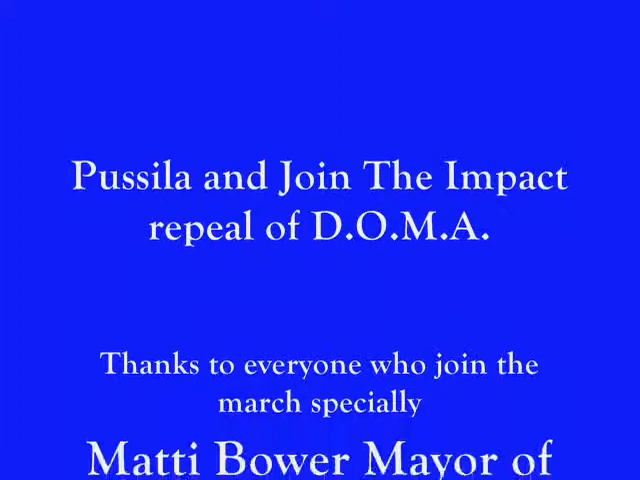 Pussila and Join The Impact
repeal of D.O.M.A.
Thanks to everyone who join the
march specially
Matti Bower Mayor of